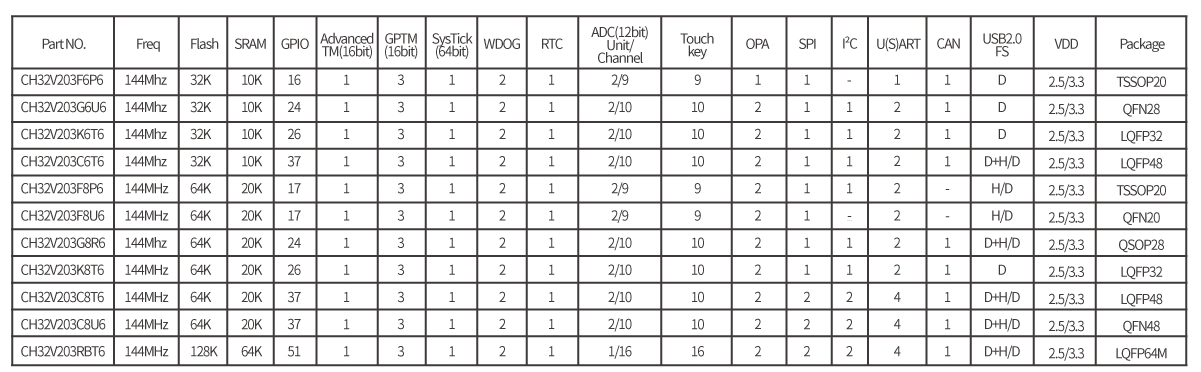 PartNO. Freq Flash SRAM GPIO Advanced TM(16bit) GPTM (16bit) SysTick (64bit) WDOG RTC ADC(12bit) Unit/ Channel Touch key OPA SPI I²C U(S)ART CAN USB2.0 FS VDD Package
CH32V203F6P6 144Mhz 32K 10K 16 1 3 1 2 1 2/9 9 1 1 - 1 1 D 2.5/3.3 TSSOP20
CH32V203G6U6 144Mhz 32K 10K 24 1 3 1 2 1 2/10 10 2 1 1 2 1 D 2.5/3.3 QFN28
CH32V203K6T6 144Mhz 32K 10K 26 1 3 1 2 1 2/10 10 2 1 1 2 1 D 2.5/3.3 LQFP32
CH32V203C6T6 144Mhz 32K 10K 37 1 3 1 2 1 2/10 10 2 1 1 2 1 D+H/D 2.5/3.3 LQFP48
CH32V203F8P6 144MHz 64K 20K 17 1 3 1 2 1 2/9 9 2 1 1 2 - H/D 2.5/3.3 TSSOP20
CH32V203F8U6 144MHz 64K 20K 17 1 3 1 2 1 2/9 9 2 1 - 2 - H/D 2.5/3.3 QFN20
CH32V203G8R6 144MHz 64K 20K 24 1 3 1 2 1 2/10 10 2 1 1 2 1 D+H/D 2.5/3.3 QSOP28
CH32V203K8T6 144MHz 64K 20K 26 1 3 1 2 1 2/10 10 2 1 1 2 1 D 2.5/3.3 LQFP32
CH32V203C8T6 144MHz 64K 20K 37 1 3 1 2 1 2/10 10 2 2 2 4 1 D+H/D 2.5/3.3 LQFP48
CH32V203C8U6 144MHz 64K 20K 37 1 3 1 2 1 2/10 10 2 2 2 4 1 D+H/D 2.5/3.3 QFN48
CH32V203RBT6 144MHz 128K 64K 51 1 3 1 2 1 1/16 16 2 2 2 4 1 D+H/D 2.5/3.3 LQFP64M